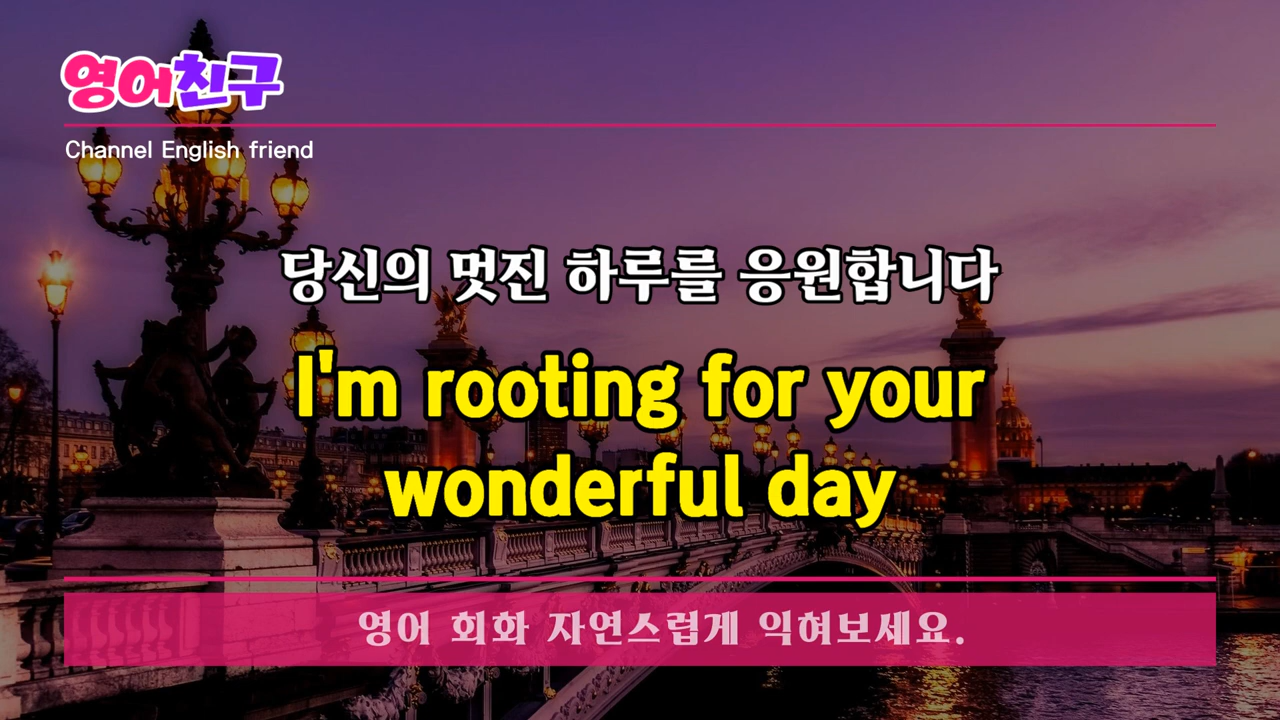 영어친구
Channel English friend
당신의 멋진 하루를 응원합니다
I'm rooting for your
wonderful day
영어 회화 자연스럽게 익혀보세요.